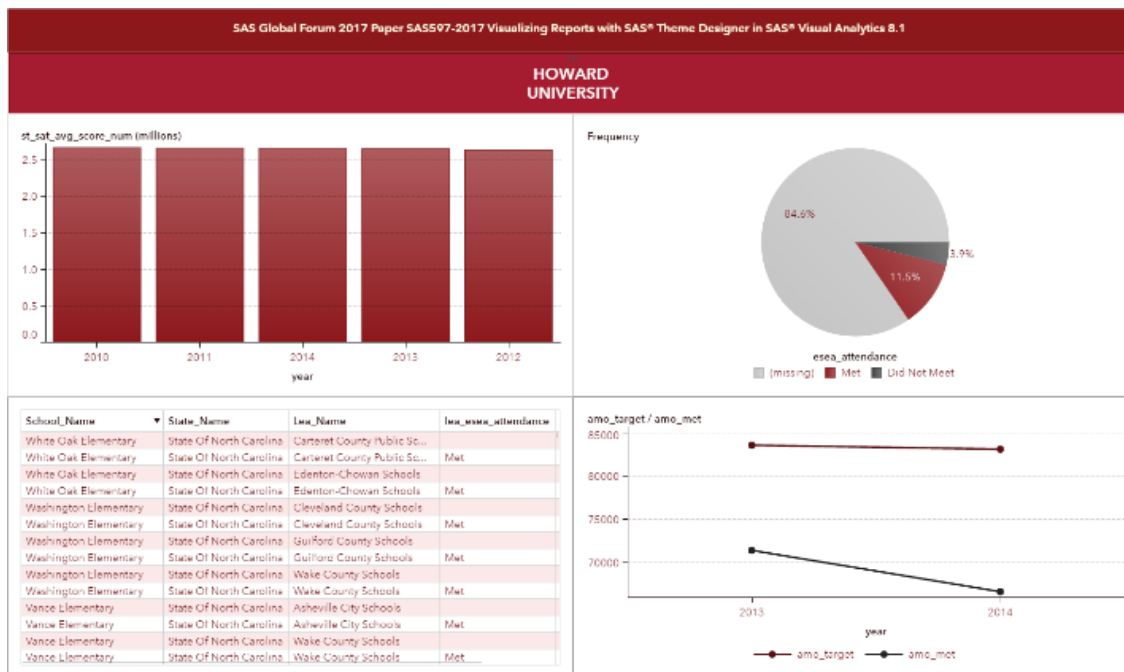 SAS Global Forum 2017 Paper SAS597-2017 Visualizing Reports with SAS® Theme Designer in SAS® Visual Analytics 8.1
HOWARD
UNIVERSITY
st_sat_avg_score_num (millions)
2.5
2.0
1.5
1.0
0.5
0.0
2010 2011 2014 2013 2012
year
Frequency
84.6%
3.9%
11.5%
esea_attendance
(missing) Met Did Not Meet
School_Name State_Name Lea_Name lea_esea_attendance
White Oak Elementary State Of North Carolina Carteret County Public Sc...
White Oak Elementary State Of North Carolina Carteret County Public Sc... Met
White Oak Elementary State Of North Carolina Edenton-Chowan Schools
White Oak Elementary State Of North Carolina Edenton-Chowan Schools Met
Washington Elementary State Of North Carolina Cleveland County Schools
Washington Elementary State Of North Carolina Cleveland County Schools Met
Washington Elementary State Of North Carolina Guilford County Schools
Washington Elementary State Of North Carolina Guilford County Schools Met
Washington Elementary State Of North Carolina Wake County Schools
Washington Elementary State Of North Carolina Wake County Schools Met
Vance Elementary State Of North Carolina Asheville City Schools
Vance Elementary State Of North Carolina Asheville City Schools Met
Vance Elementary State Of North Carolina Wake County Schools
Vance Elementary State Of North Carolina Wake County Schools Met
amo_target / amo_met
85000
80000
75000
70000
2013 2014
year
amo_target amo_met